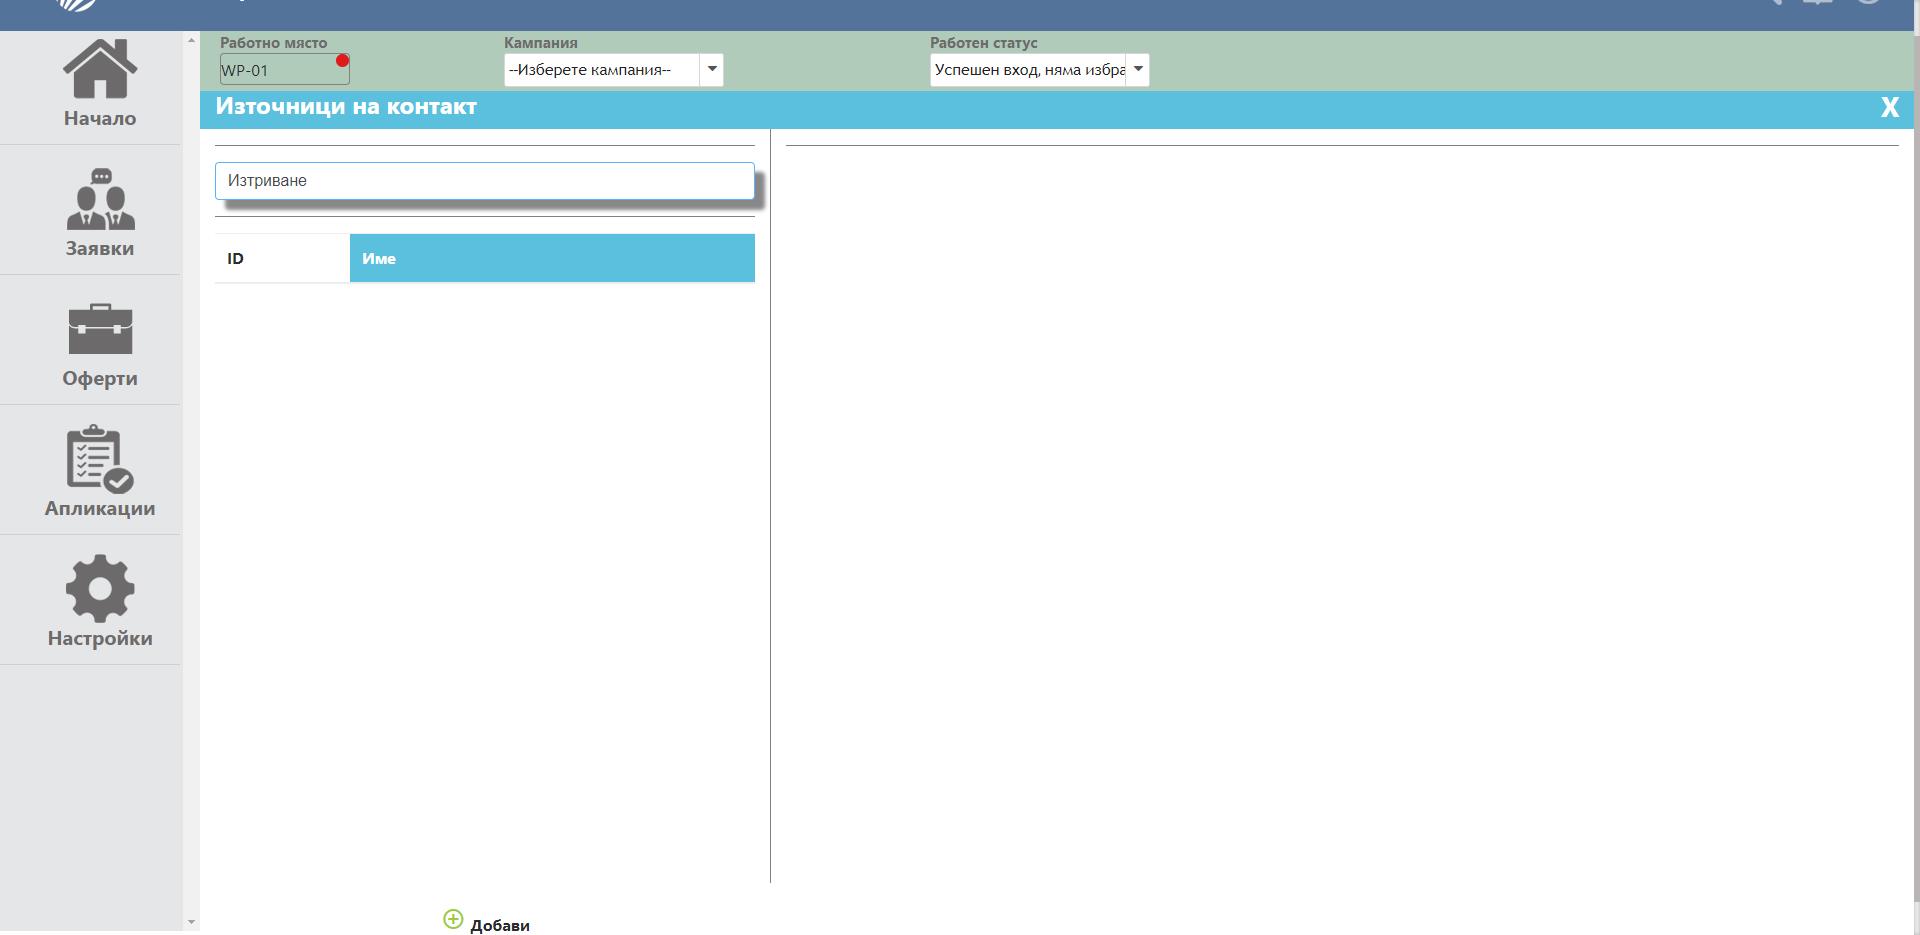 Работно място
Кампания
Работен статус
WP-01
--Изберете кампания--
Успешен вход, няма избра
Източници на контакт
X
Начало
Изтриване
Заявки
ID
Име
Оферти
Апликации
Настройки
Добави